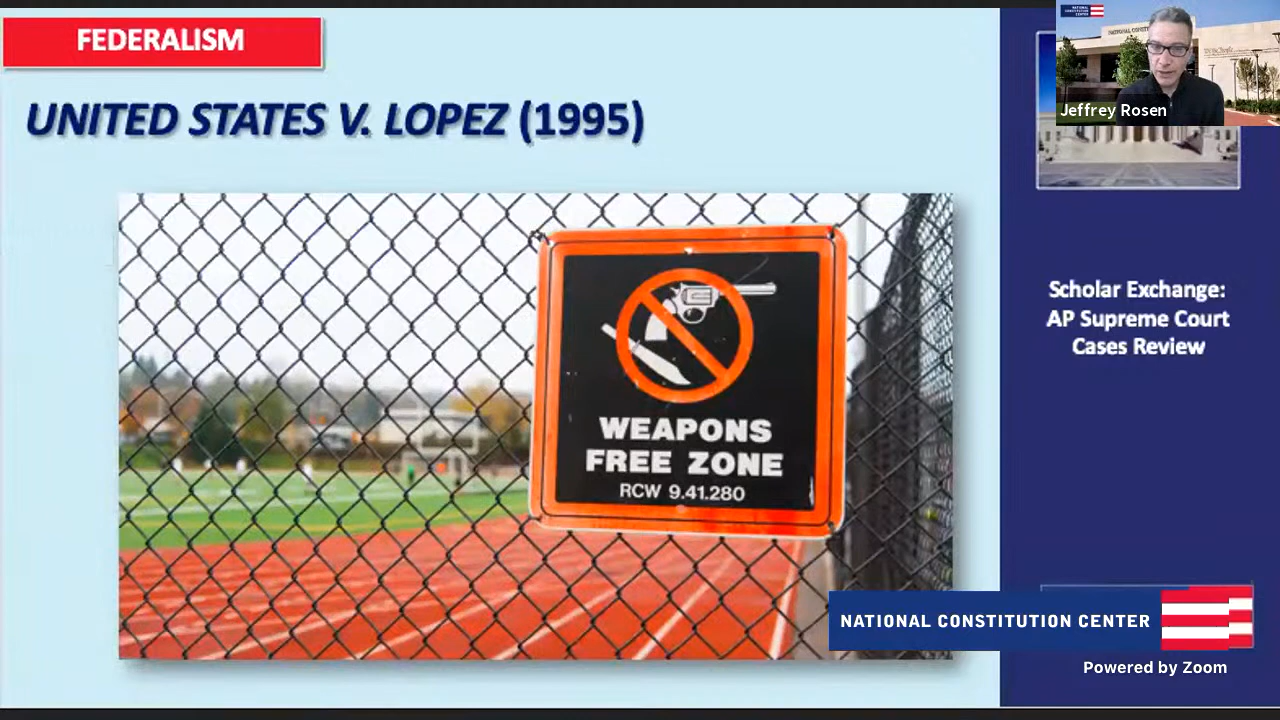 FEDERALISM
UNITED STATES V. LOPEZ (1995)
WEAPONS
FREE ZONE
RCW 9.41.280
Jeffrey Rosen
Scholar Exchange:
AP Supreme Court
Cases Review
NATIONAL CONSTITUTION CENTER
Powered by Zoom